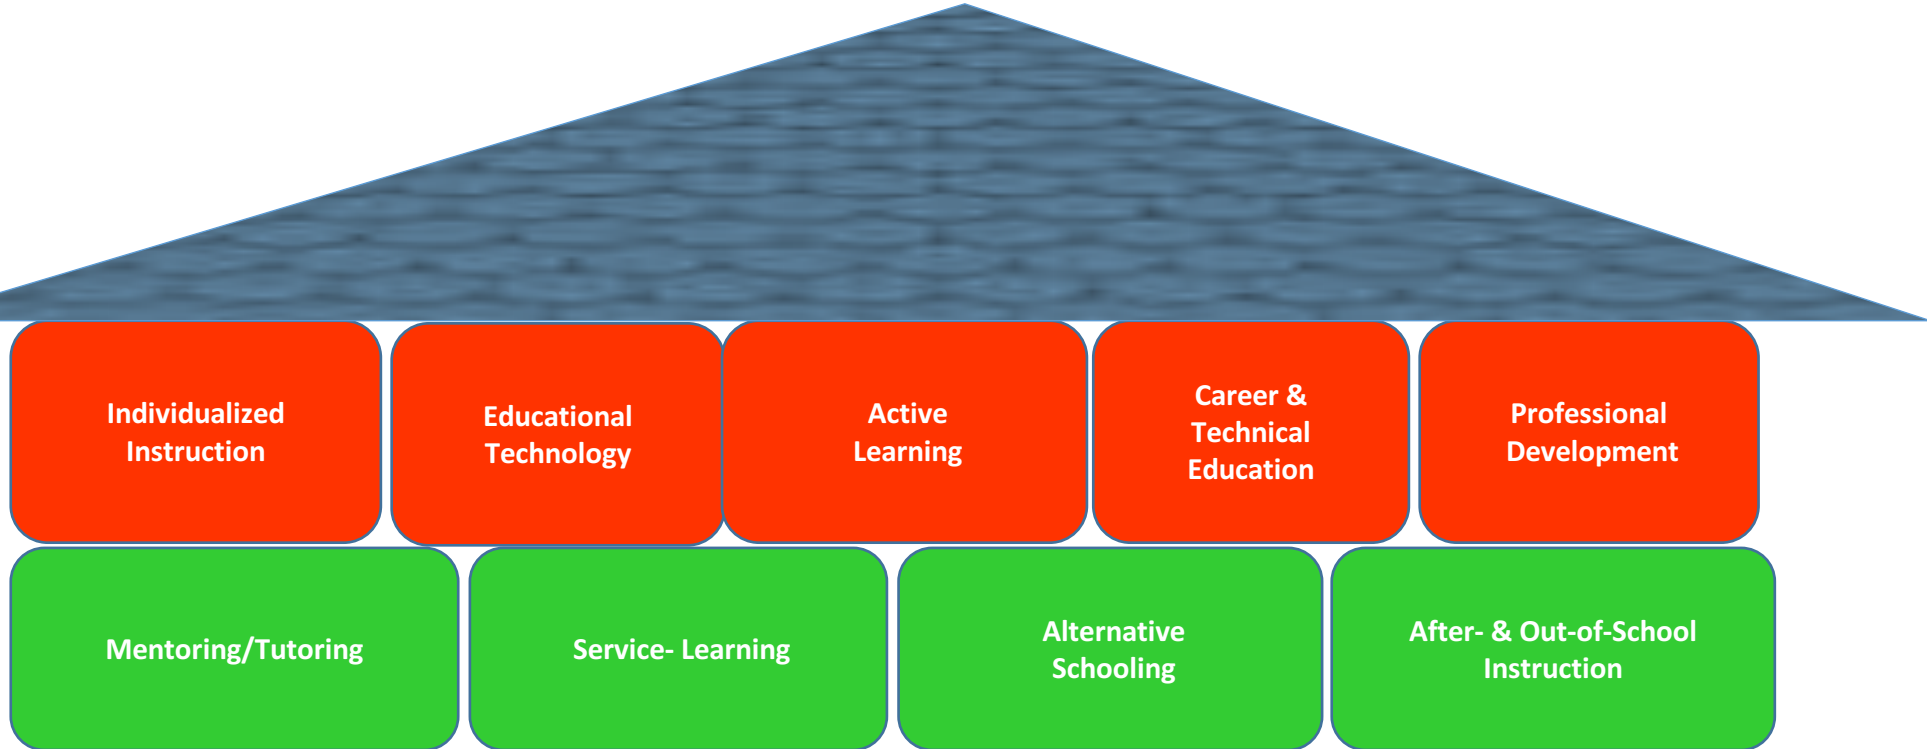 Individualized
Instruction
Educational
Technology
Active
Learning
Career &
Technical
Education
Professional
Development
Mentoring/Tutoring
Service- Learning
Alternative
Schooling
After- & Out-of-School
Instruction